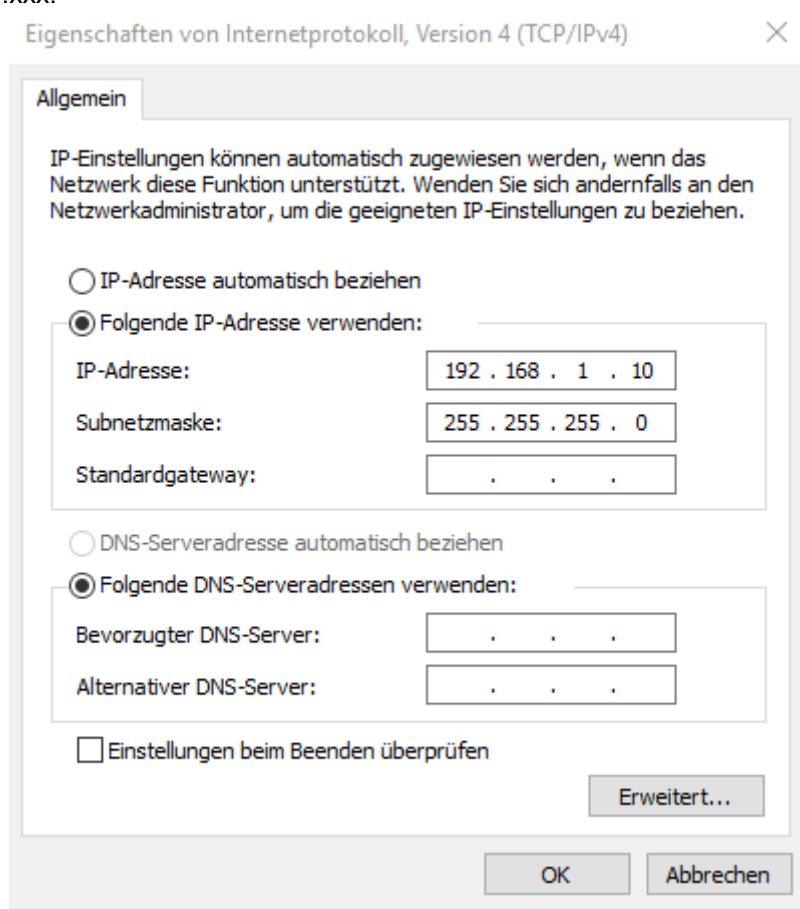 Eigenschaften von Internetprotokoll, Version 4 (TCP/IPv4)
Allgemein
IP-Einstellungen können automatisch zugewiesen werden, wenn das
Netzwerk diese Funktion unterstützt. Wenden Sie sich andernfalls an den
Netzwerkadministrator, um die geeigneten IP-Einstellungen zu beziehen.
IP-Adresse automatisch beziehen
Folgende IP-Adresse verwenden:
IP-Adresse: 192 . 168 . 1 . 10
Subnetzmaske: 255 . 255 . 255 . 0
Standardgateway: . . .
DNS-Serveradresse automatisch beziehen
Folgende DNS-Serveradressen verwenden:
Bevorzugter DNS-Server: . . .
Alternativer DNS-Server: . . .
Einstellungen beim Beenden überprüfen
Erweitert...
OK Abbrechen